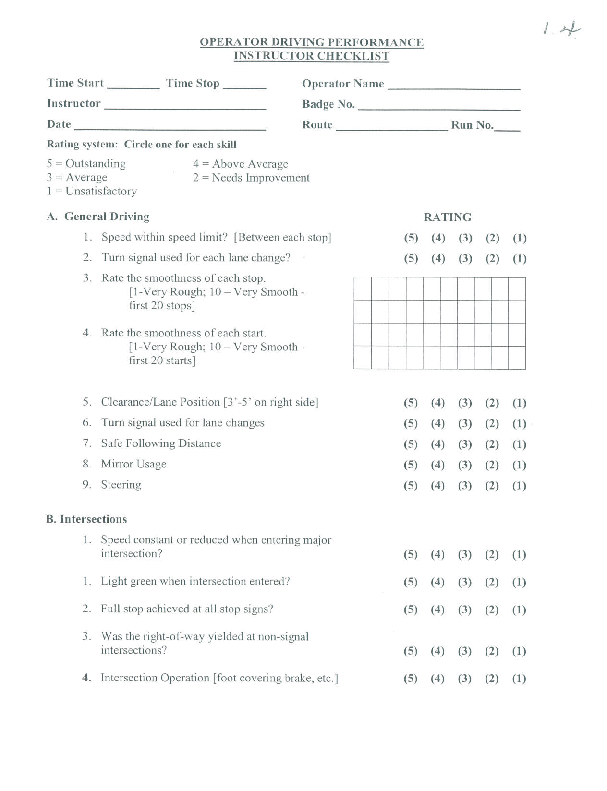 1.4
OPERATOR DRIVING PERFORMANCE
INSTRUCTOR CHECKLIST
Time Start ________ Time Stop _______ Operator Name ____________________
Instructor ________________________ Badge No. ________________________
Date _____________________________ Route _________________ Run No.____
Rating system: Circle one for each skill
5 = Outstanding 4 = Above Average
3 = Average 2 = Needs Improvement
1 = Unsatisfactory
A. General Driving RATING
1. Speed within speed limit? [Between each stop] (5) (4) (3) (2) (1)
2. Turn signal used for each lane change? (5) (4) (3) (2) (1)
3. Rate the smoothness of each stop.
[1-Very Rough; 10 – Very Smooth -
first 20 stops]
4. Rate the smoothness of each start.
[1-Very Rough; 10 – Very Smooth -
first 20 starts]
5. Clearance/Lane Position [3'-5' on right side] (5) (4) (3) (2) (1)
6. Turn signal used for lane changes (5) (4) (3) (2) (1)
7. Safe Following Distance (5) (4) (3) (2) (1)
8. Mirror Usage (5) (4) (3) (2) (1)
9. Steering (5) (4) (3) (2) (1)
B. Intersections
1. Speed constant or reduced when entering major
intersection? (5) (4) (3) (2) (1)
1. Light green when intersection entered? (5) (4) (3) (2) (1)
2. Full stop achieved at all stop signs? (5) (4) (3) (2) (1)
3. Was the right-of-way yielded at non-signal
intersections? (5) (4) (3) (2) (1)
4. Intersection Operation [foot covering brake, etc.] (5) (4) (3) (2) (1)